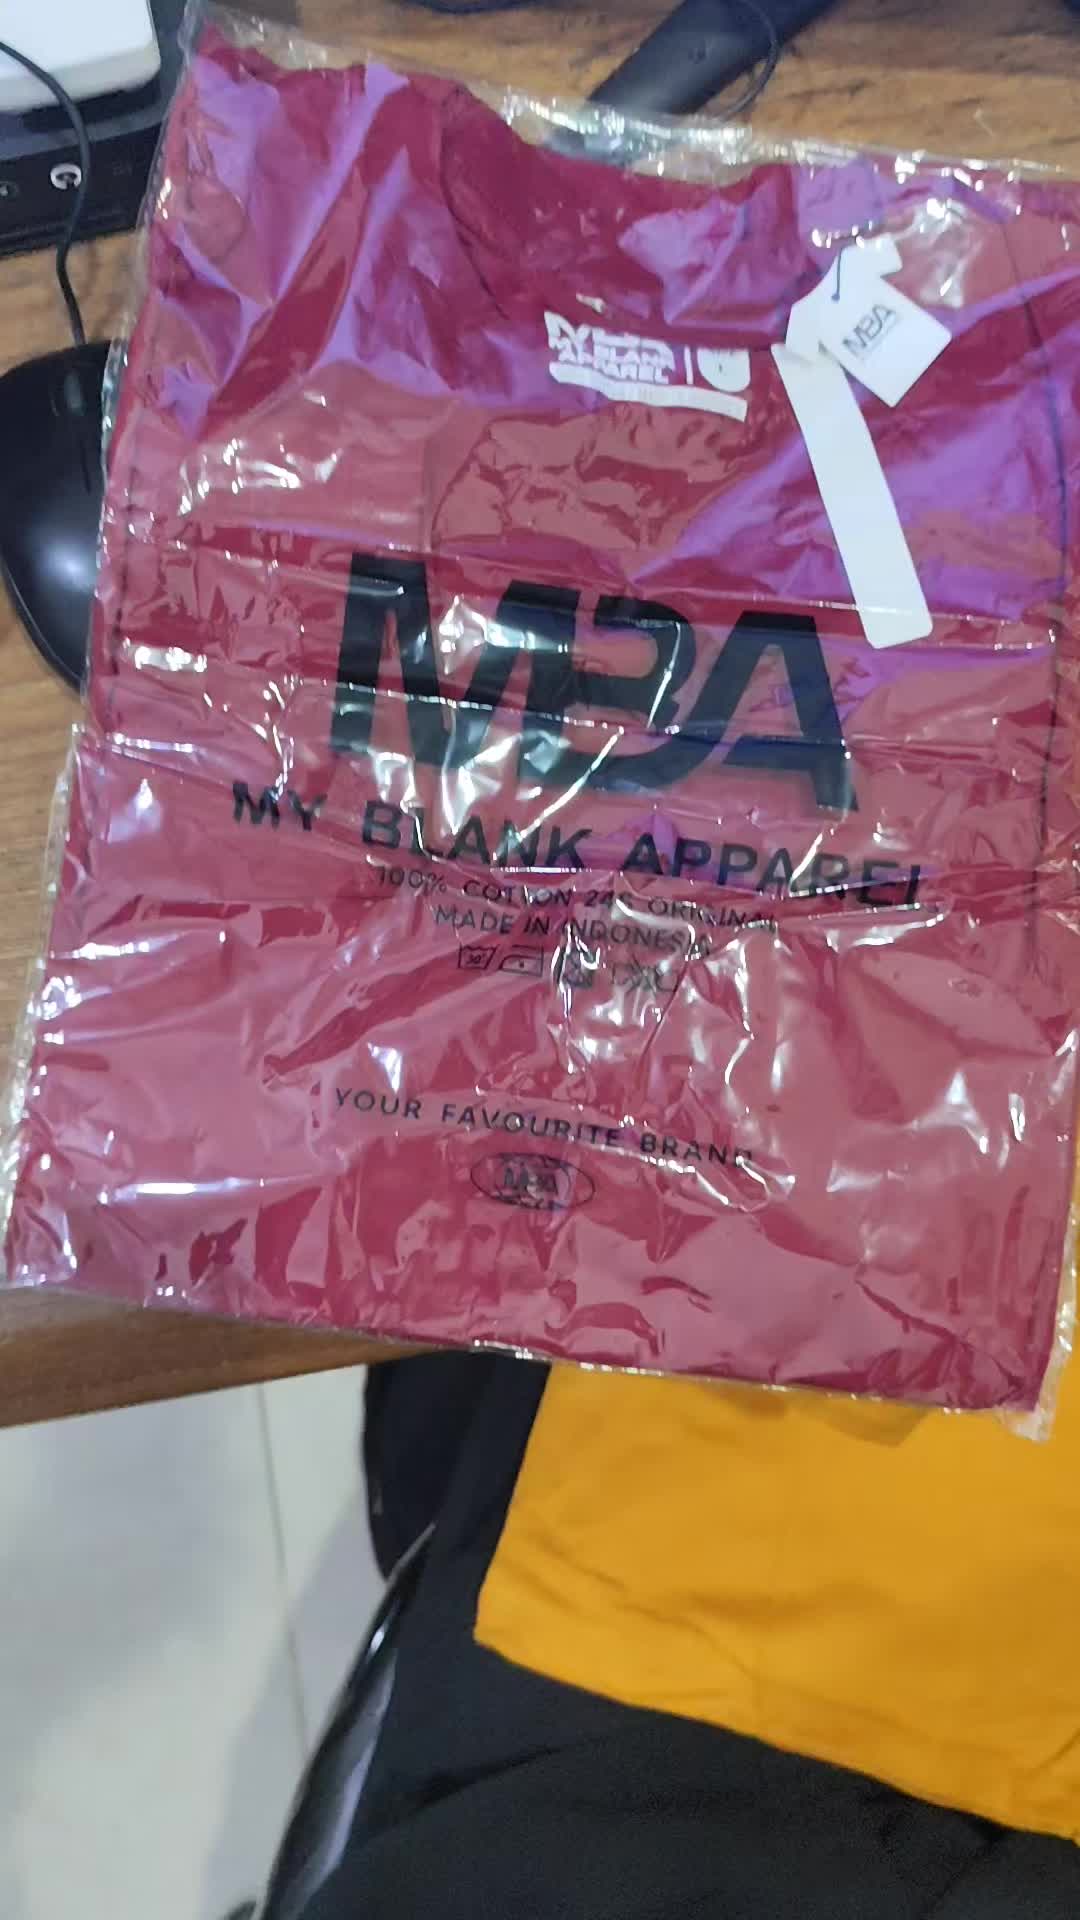 MBA
MY BLANK
APPAREL
MBA
MY BLANK APPAREL
100% COTTON 24S ORIGINAL
MADE IN INDONESIA
30°
YOUR FAVOURITE BRAND
MBA